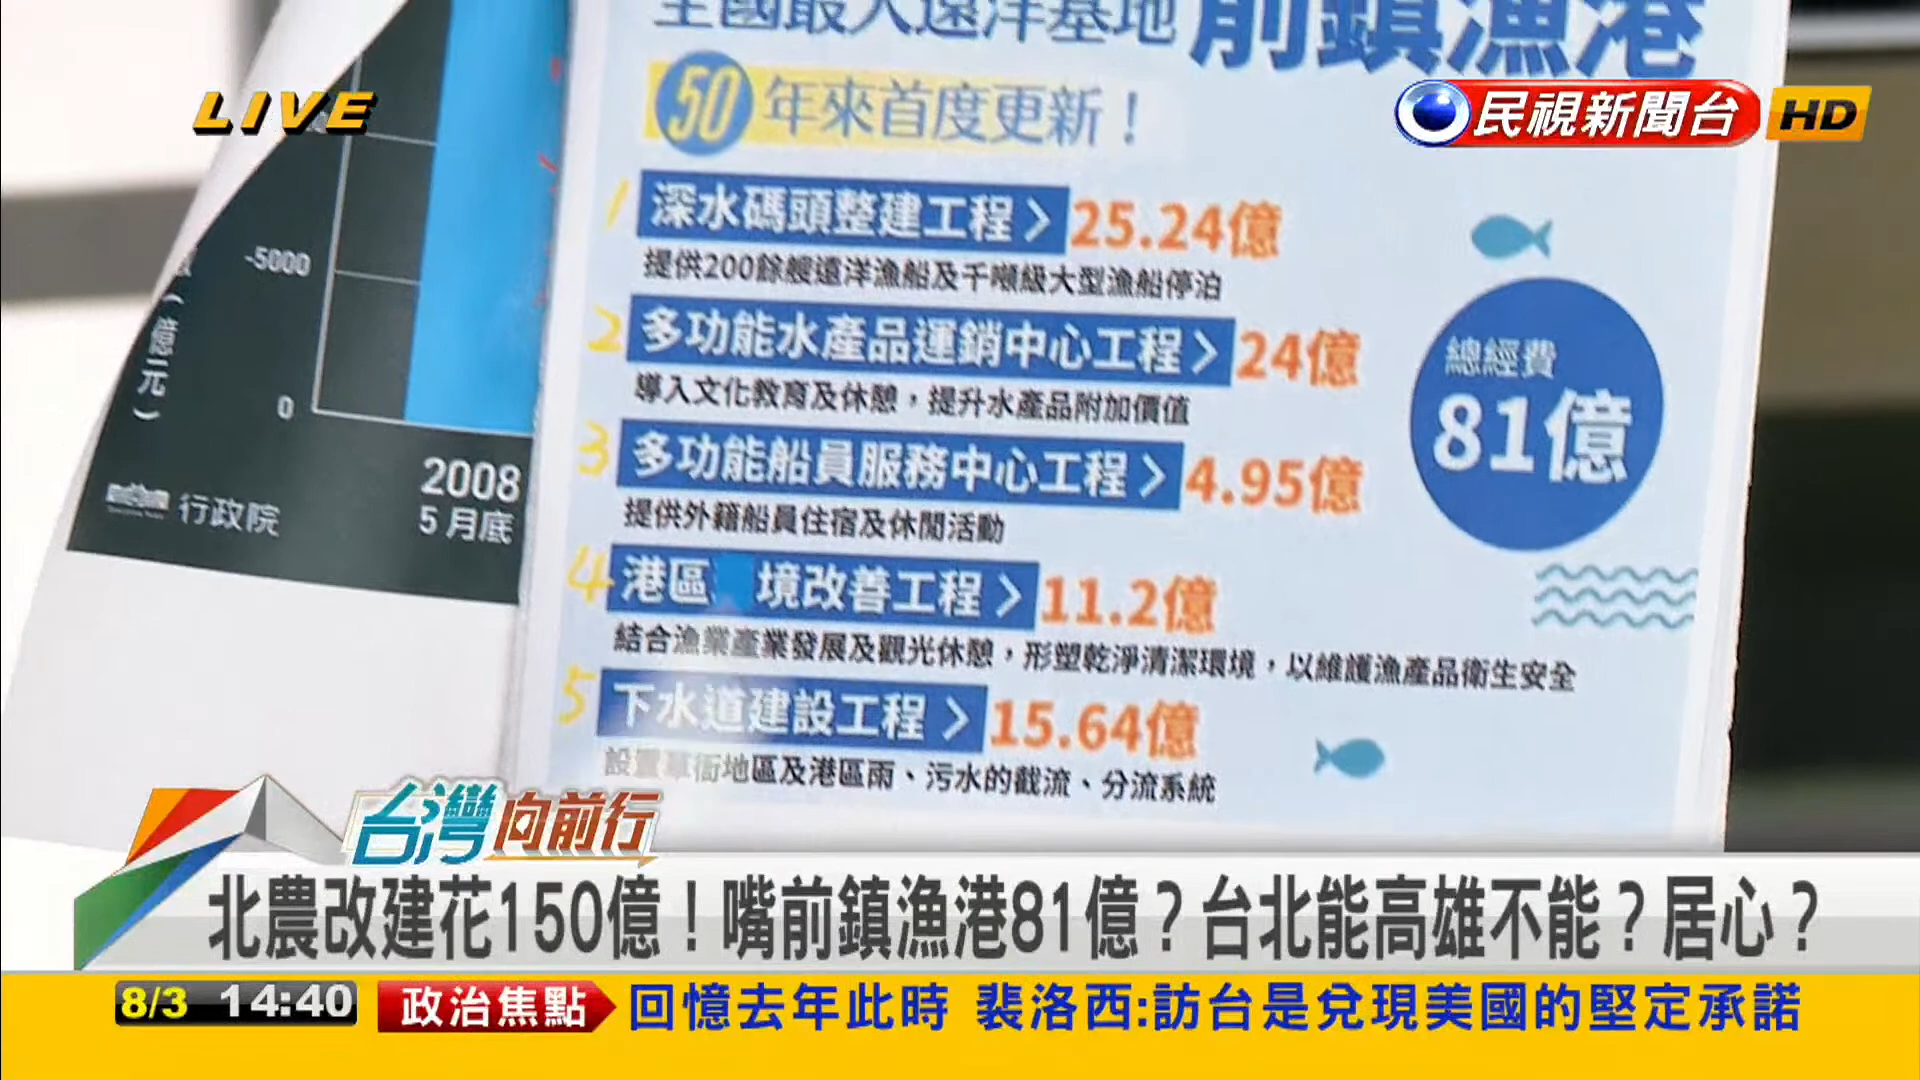 全國最大遠洋基地 前鎮漁港
LIVE
50年來首度更新！
民視新聞台 HD
1 深水碼頭整建工程＞25.24億
提供200餘艘遠洋漁船及千噸級大型漁船停泊
2 多功能水產品運銷中心工程＞24億
導入文化教育及休憩，提升水產品附加價值
總經費
81億
3 多功能船員服務中心工程＞4.95億
提供外籍船員住宿及休閒活動
4 港區 境改善工程＞11.2億
結合漁業產業發展及觀光休憩，形塑乾淨清潔環境，以維護漁產品衛生安全
5 下水道建設工程＞15.64億
設置草衙地區及港區雨、污水的截流、分流系統
-5000
（億元）
0
2008
5月底
行政院
台灣向前行
北農改建花150億！嘴前鎮漁港81億？台北能高雄不能？居心？
8/3 14:40 政治焦點 回憶去年此時 裴洛西:訪台是兌現美國的堅定承諾